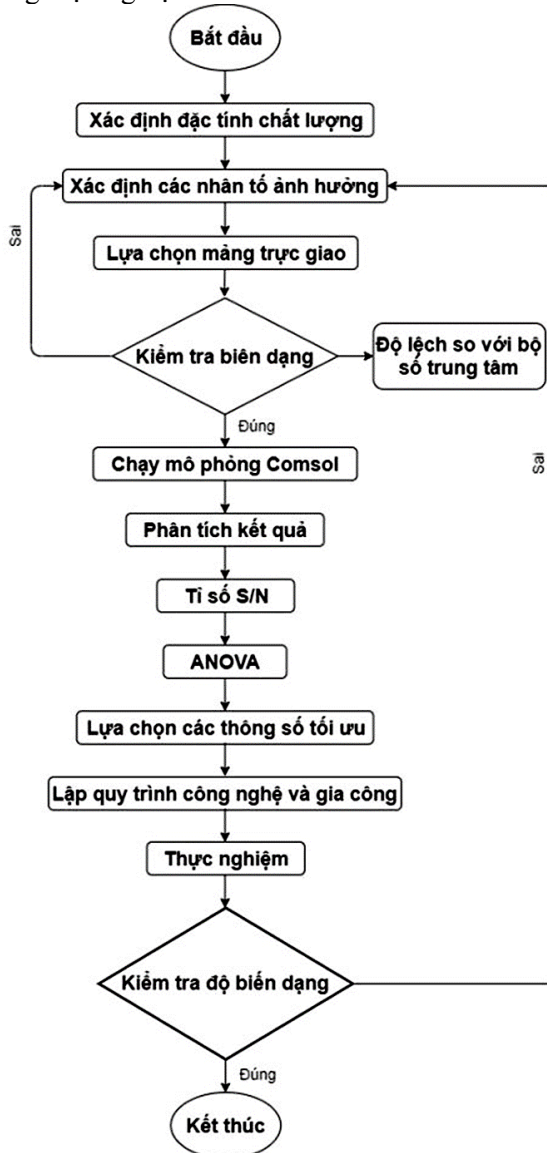 Bắt đầu
Xác định đặc tính chất lượng
Xác định các nhân tố ảnh hưởng
Sai
Lựa chọn mảng trực giao
Kiểm tra biên dạng
Độ lệch so với bộ
số trung tâm
Đúng
Chạy mô phỏng Comsol
Sai
Phân tích kết quả
Tỉ số S/N
ANOVA
Lựa chọn các thông số tối ưu
Lập quy trình công nghệ và gia công
Thực nghiệm
Kiểm tra độ biến dạng
Đúng
Kết thúc